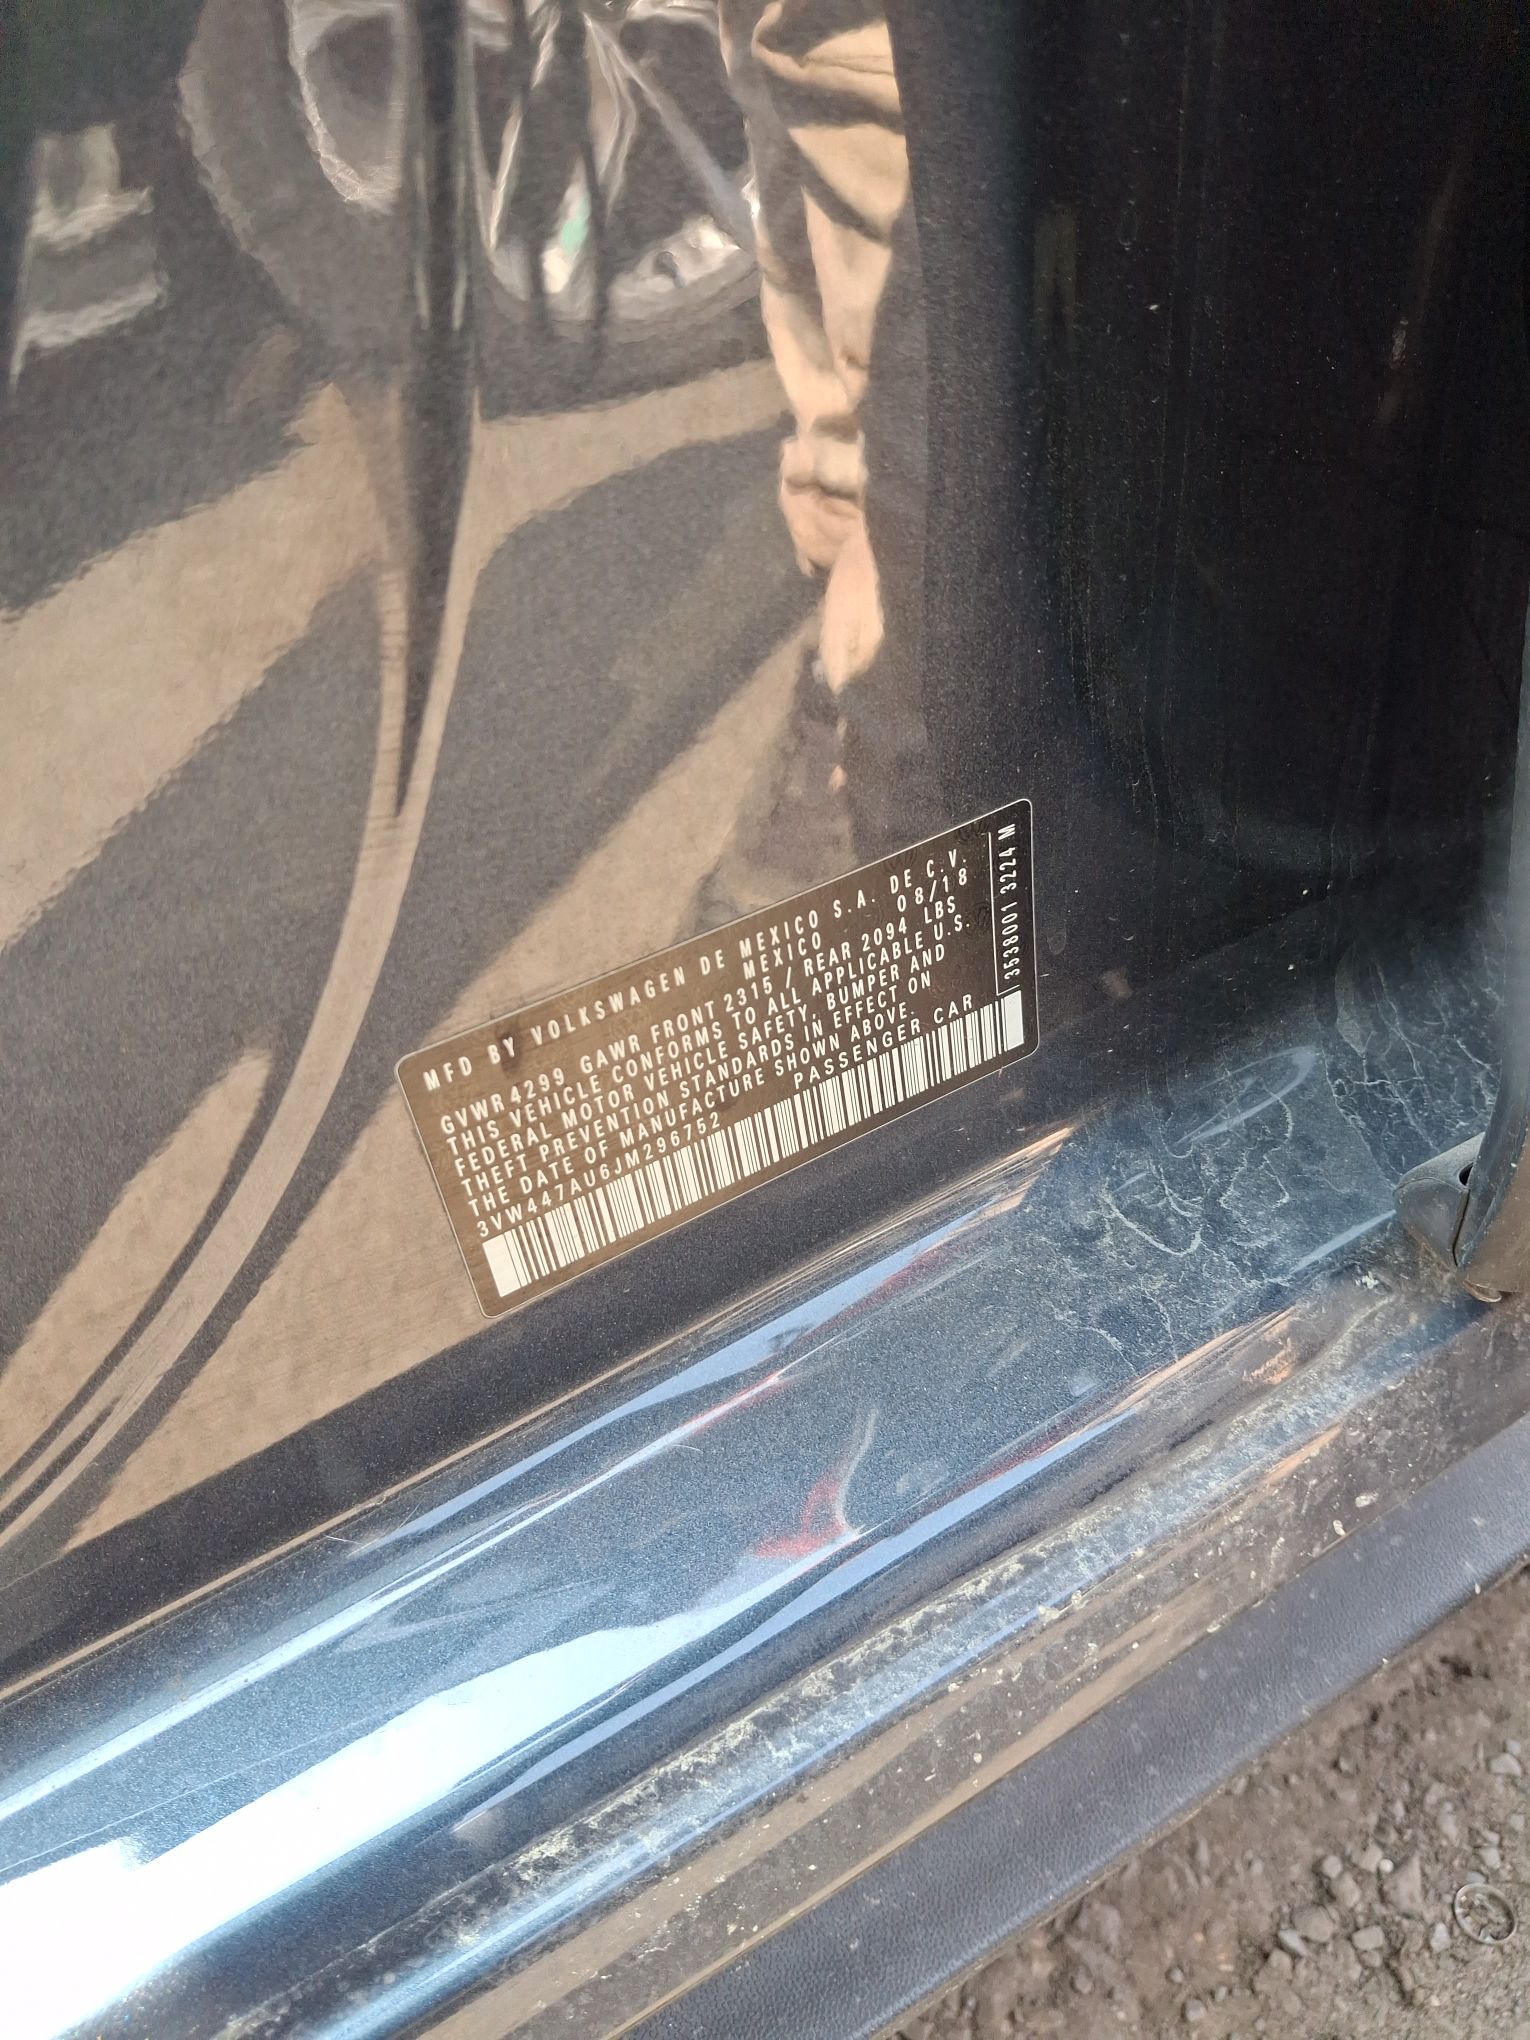 MFD BY VOLKSWAGEN DE MEXICO S.A. DE C.V.
MEXICO 08/18
GVWR 4299 GAWR FRONT 2315 / REAR 2094 LBS
THIS VEHICLE CONFORMS TO ALL APPLICABLE U.S.
FEDERAL MOTOR VEHICLE SAFETY, BUMPER AND
THEFT PREVENTION STANDARDS IN EFFECT ON
THE DATE OF MANUFACTURE SHOWN ABOVE.
3VW447AU6JM296752 PASSENGER CAR
3538001 3224 M